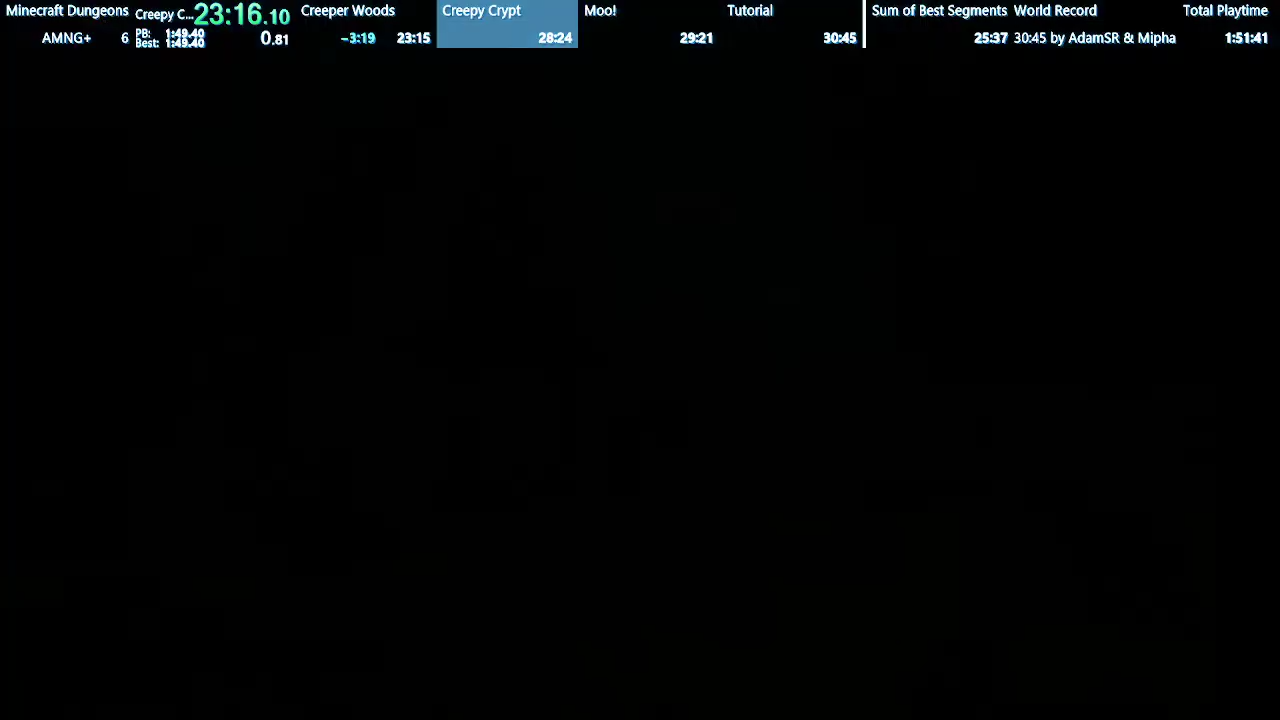 Minecraft Dungeons
AMNG+ 6
Creepy C... 23:16.10
PB: 1:49.40
Best: 1:49.40
0.81
Creeper Woods
-3:19 23:15
Creepy Crypt
28:24
Moo!
29:21
Tutorial
30:45
Sum of Best Segments
25:37
World Record
30:45 by AdamSR & Mipha
Total Playtime
1:51:41